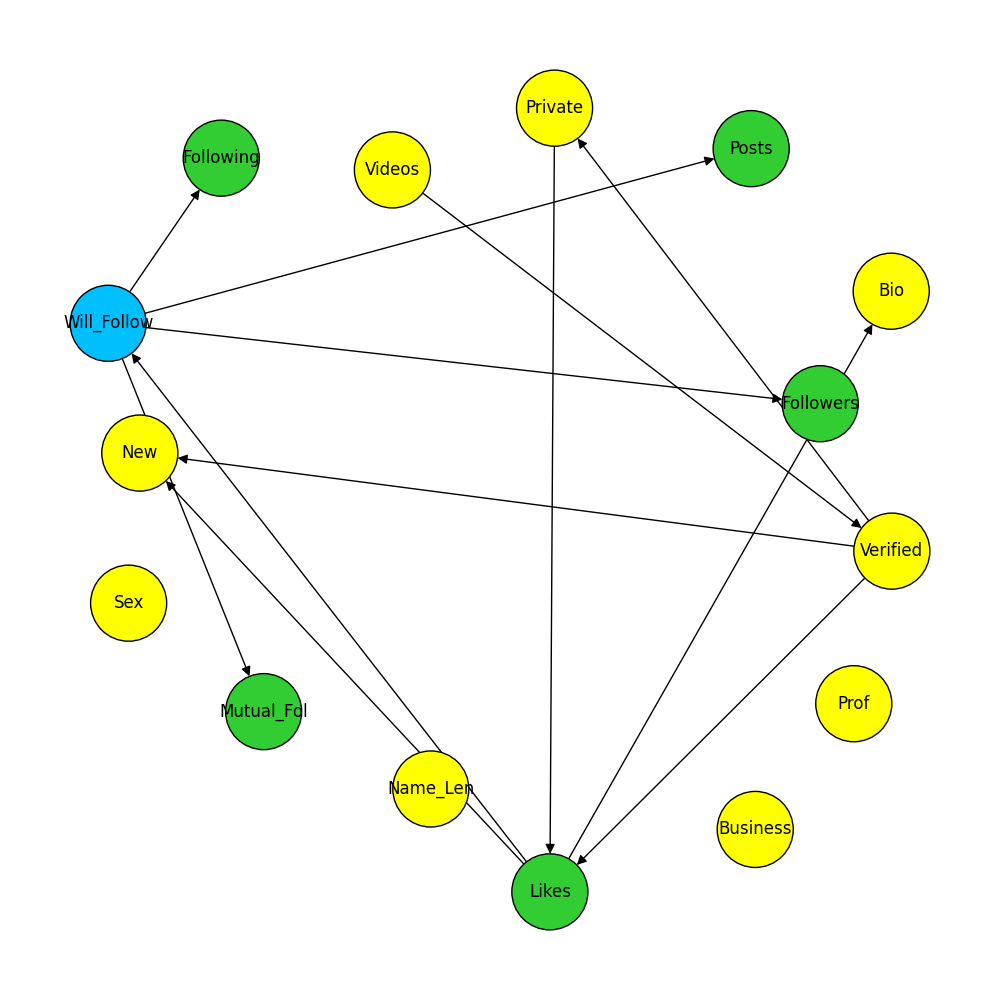 Private
Posts
Following
Videos
Bio
Will_Follow
Followers
New
Verified
Sex
Prof
Mutual_Fol
Name_Len
Business
Likes